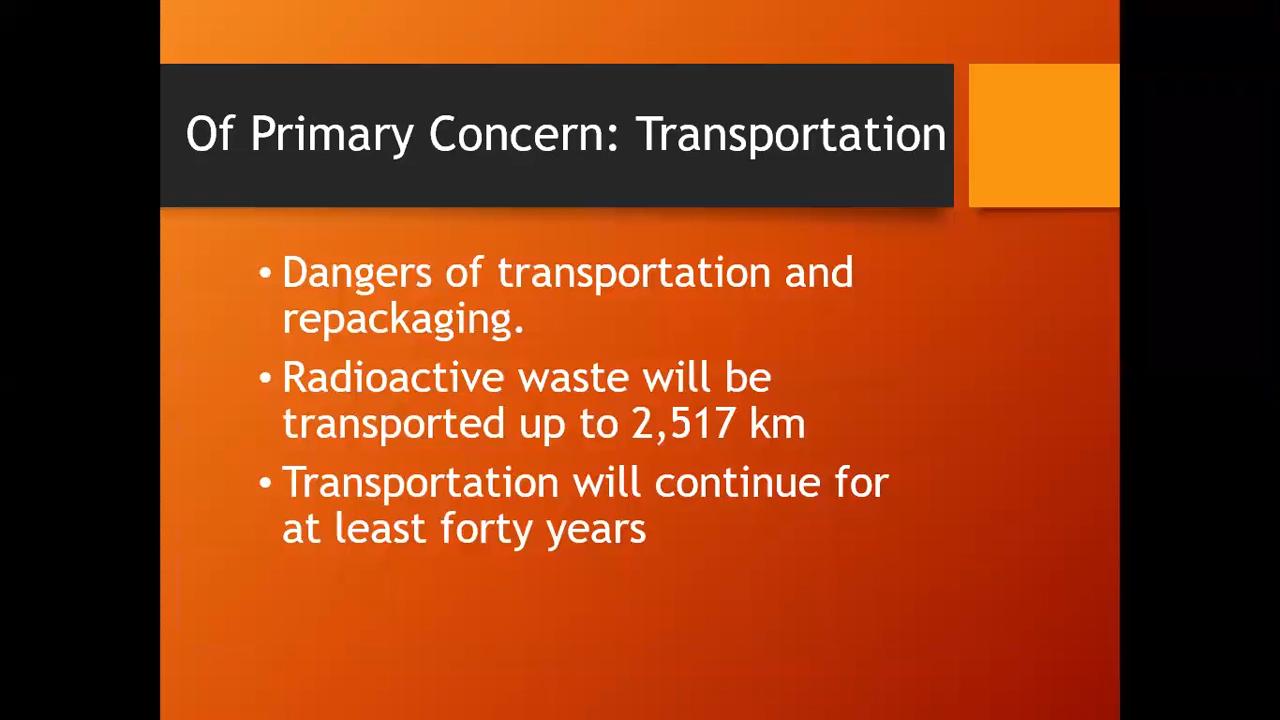 Of Primary Concern: Transportation
• Dangers of transportation and
repackaging.
• Radioactive waste will be
transported up to 2,517 km
• Transportation will continue for
at least forty years